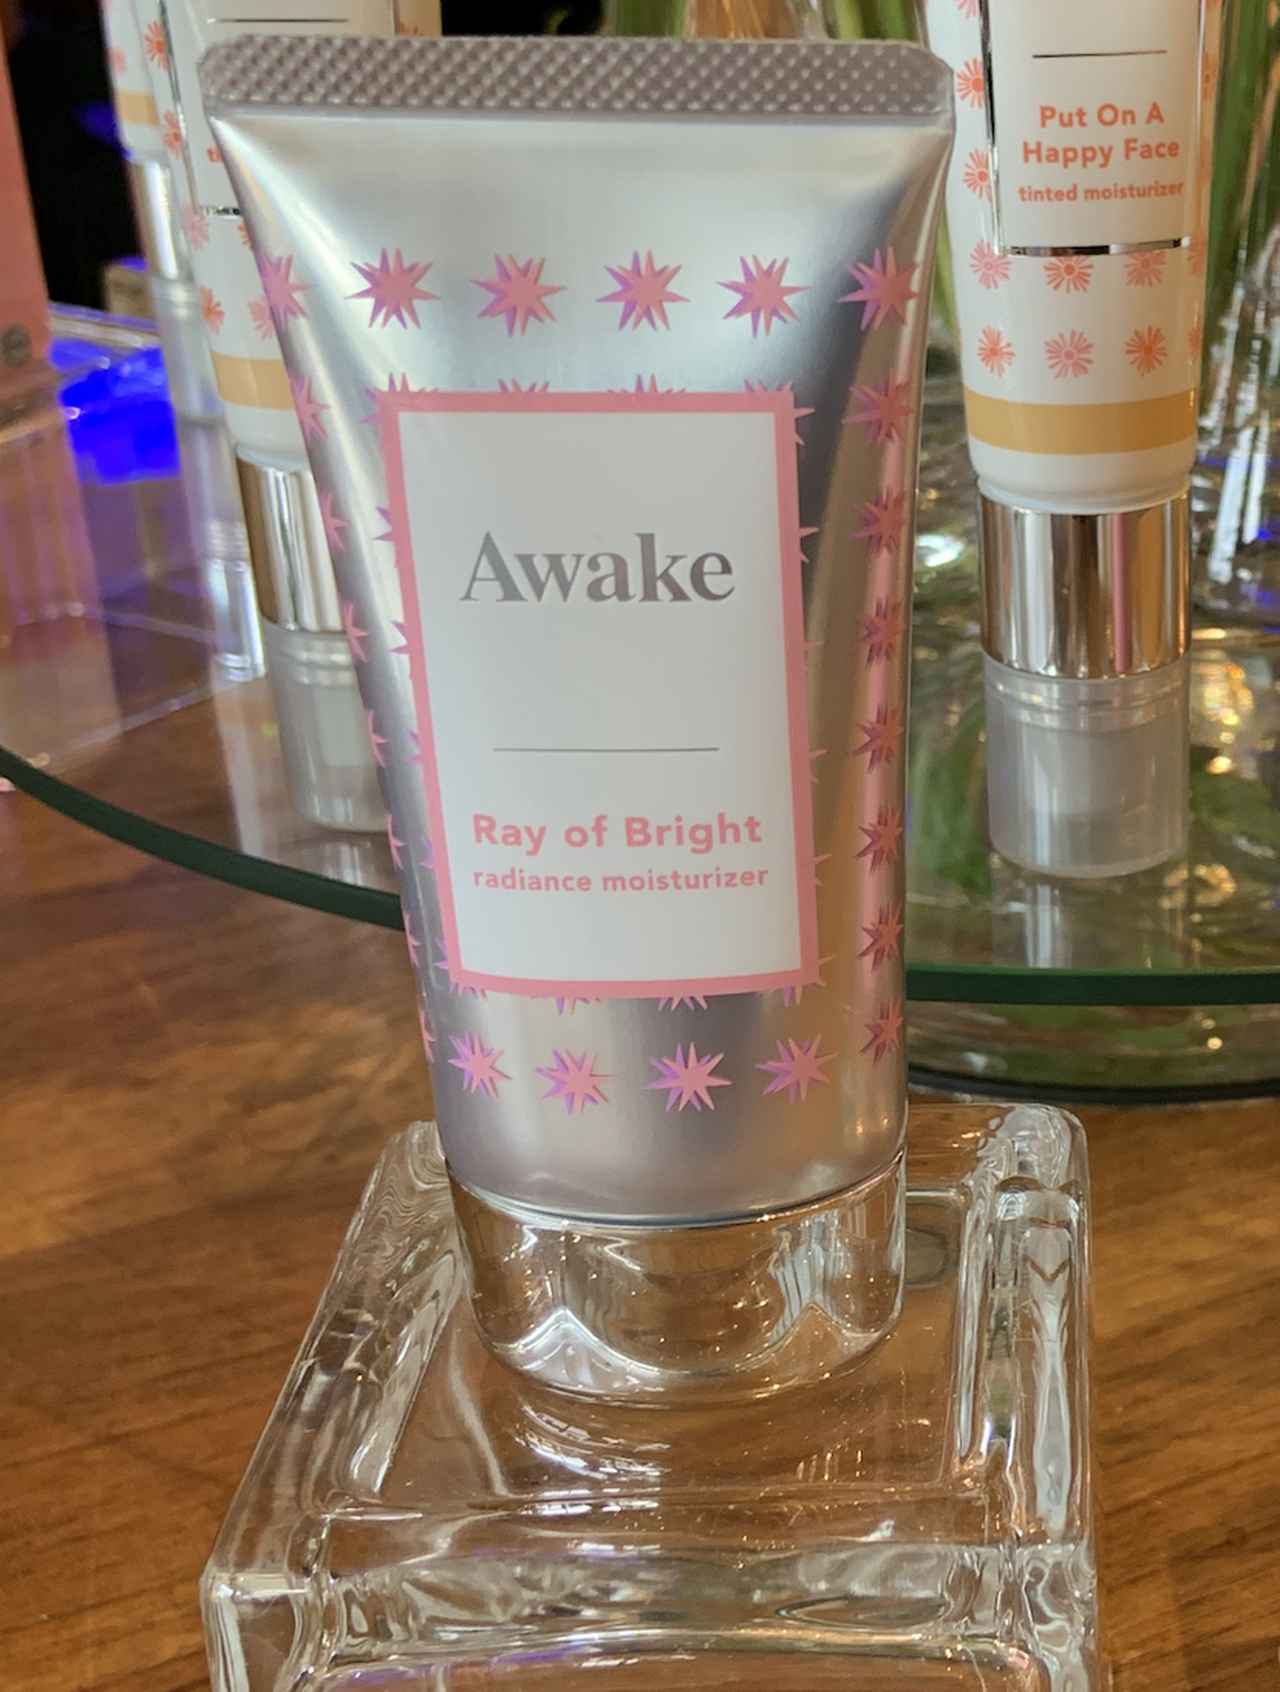 Awake
Ray of Bright
radiance moisturizer
Put On A
Happy Face
tinted moisturizer